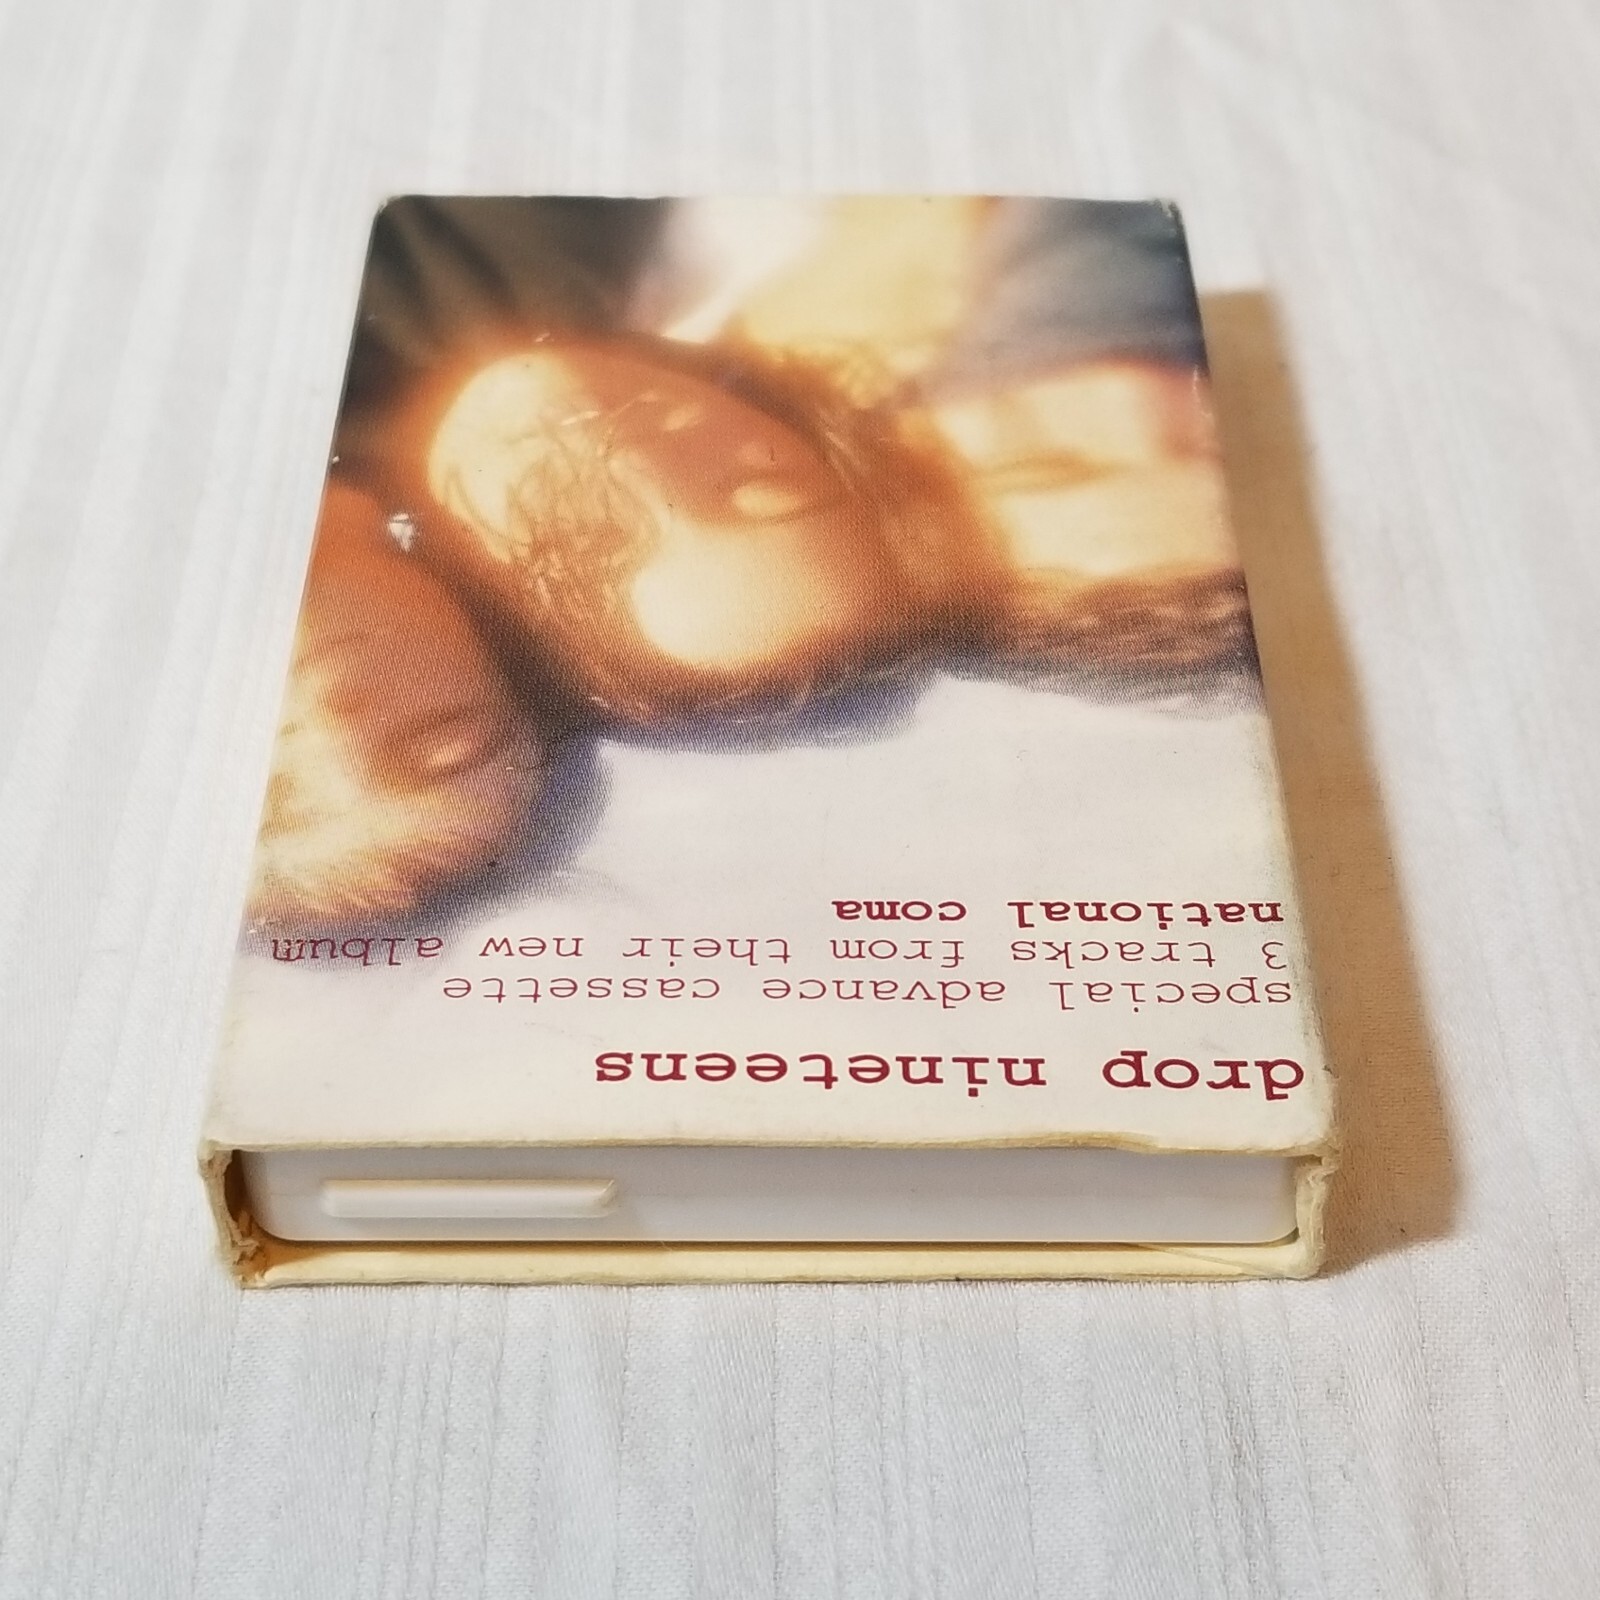 drop nineteens
special advance cassette
3 tracks from their new album
national coma